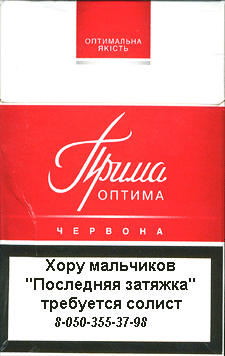 ОПТИМАЛЬНА
ЯКІСТЬ
Прима
ОПТИМА
ЧЕРВОНА
Хору мальчиков
"Последняя затяжка"
требуется солист
8-050-355-37-98